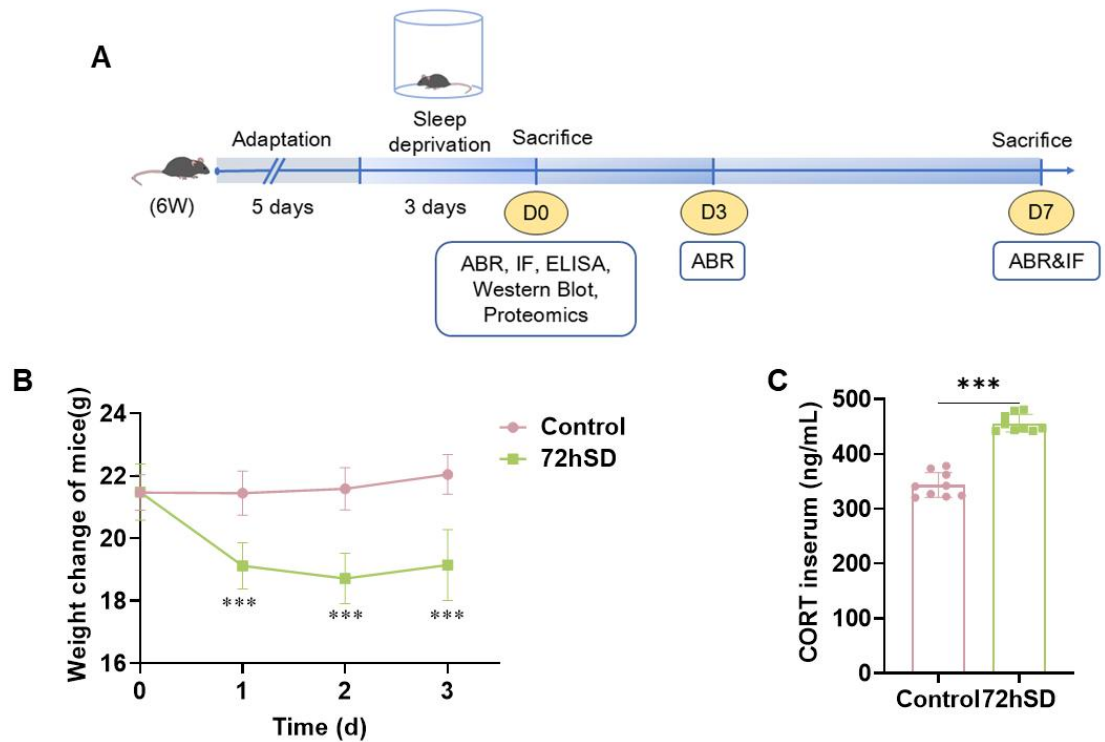 A
Adaptation
Sleep
deprivation
Sacrifice
Sacrifice
(6W)
5 days
3 days
D0
D3
D7
ABR, IF, ELISA,
Western Blot,
Proteomics
ABR
ABR&IF
B
Weight change of mice(g)
24
22
20
18
16
0
1
2
3
Time (d)
***
***
***
Control
72hSD
C
CORT inserum (ng/mL)
500
400
300
200
100
0
***
Control
72hSD